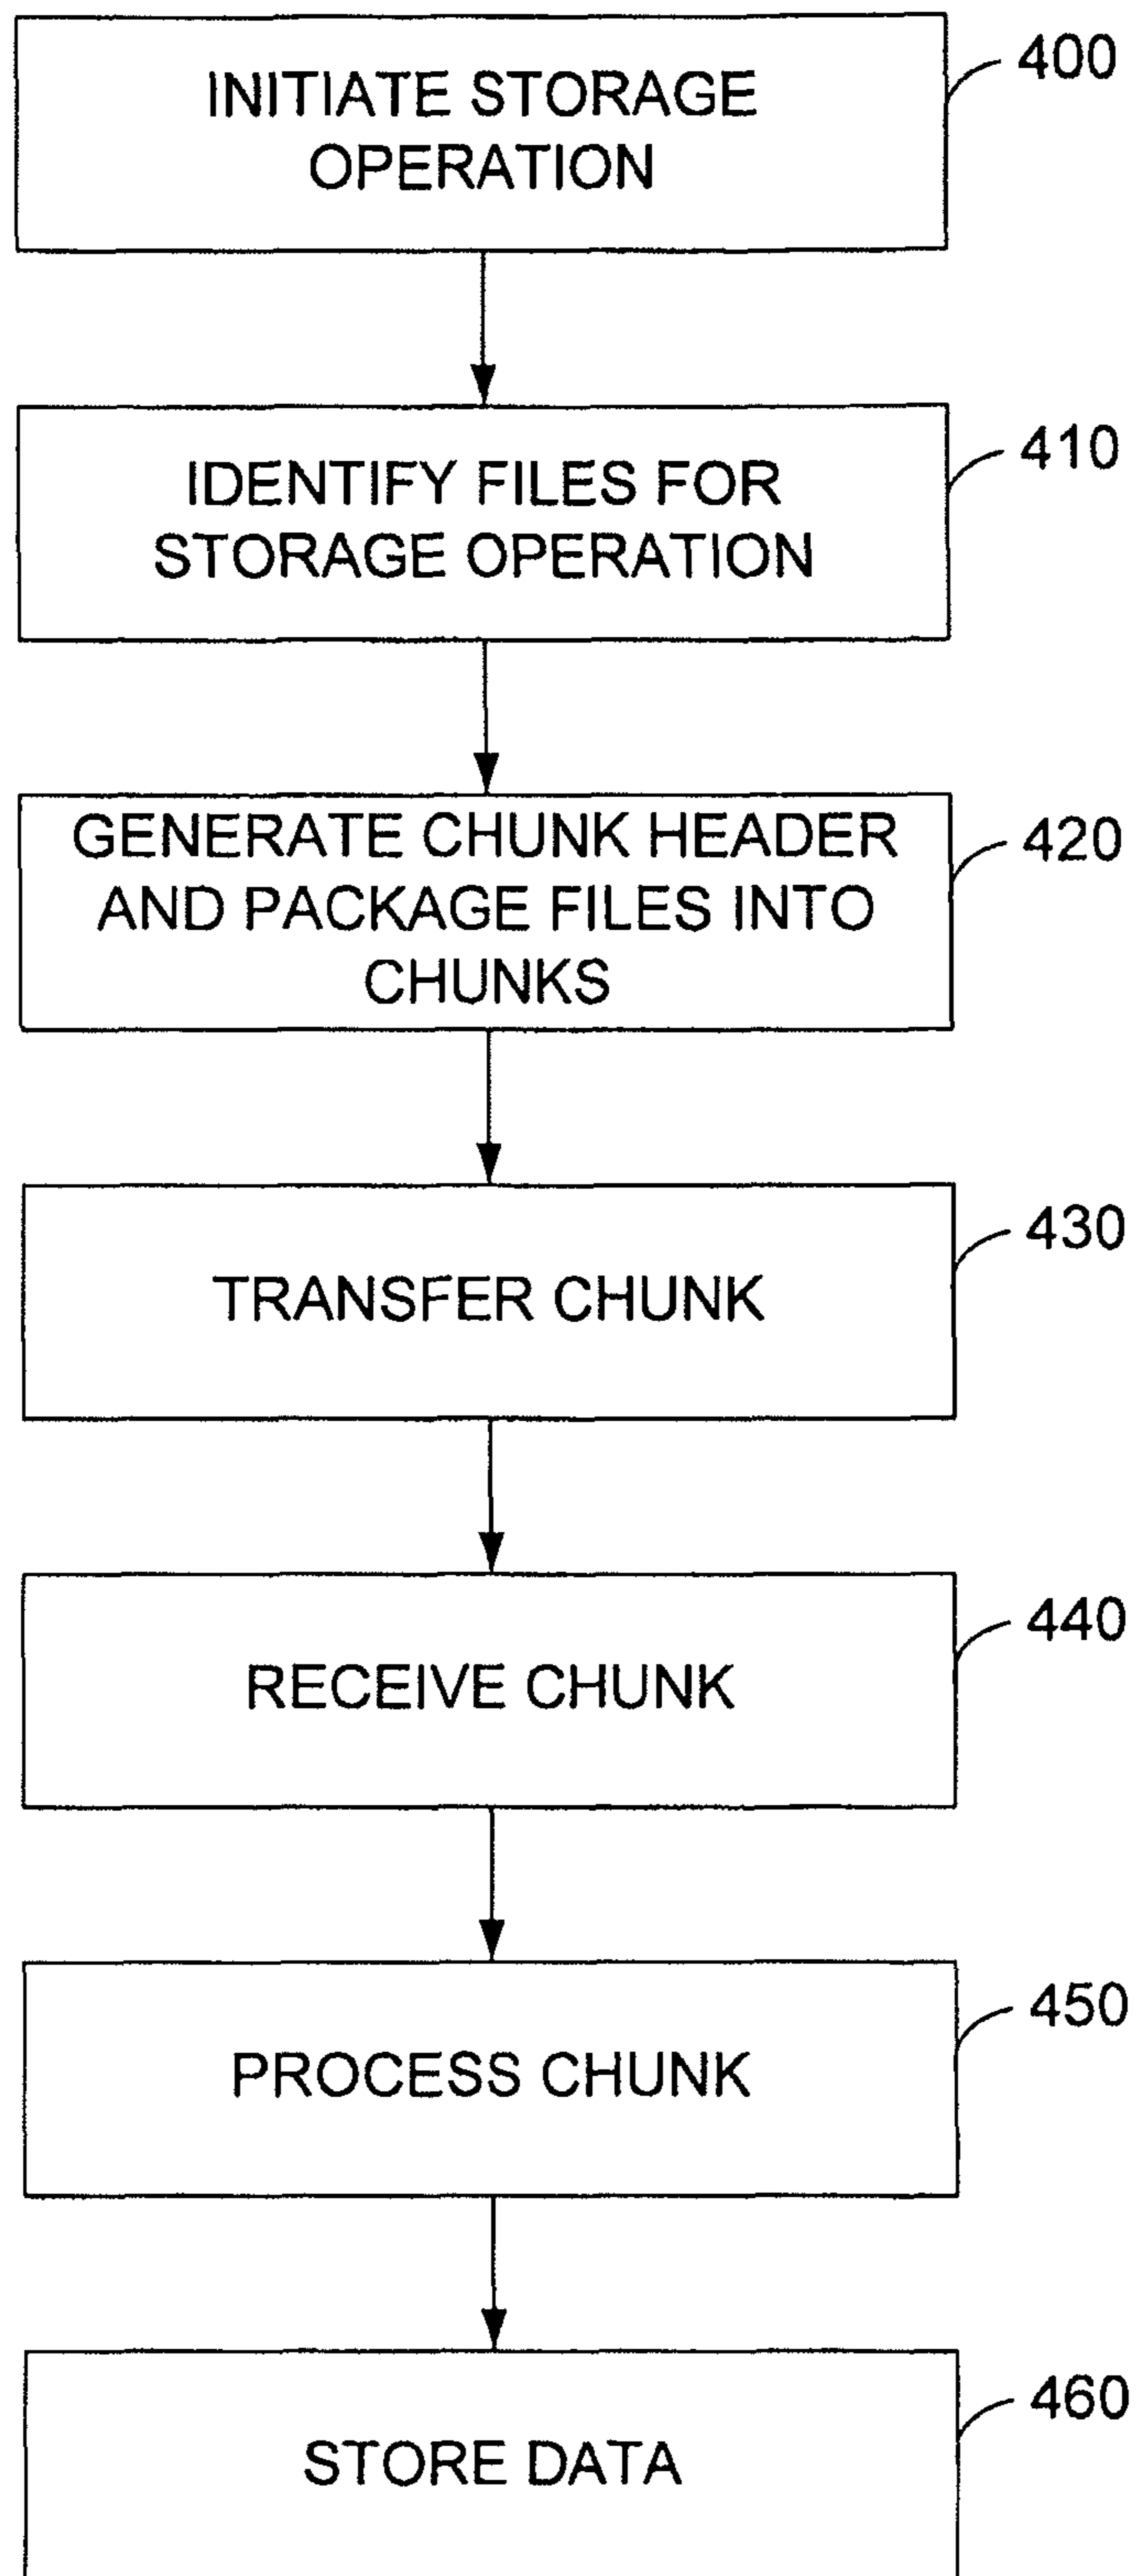 INITIATE STORAGE
OPERATION
400
IDENTIFY FILES FOR
STORAGE OPERATION
410
GENERATE CHUNK HEADER
AND PACKAGE FILES INTO
CHUNKS
420
TRANSFER CHUNK
430
RECEIVE CHUNK
440
PROCESS CHUNK
450
STORE DATA
460